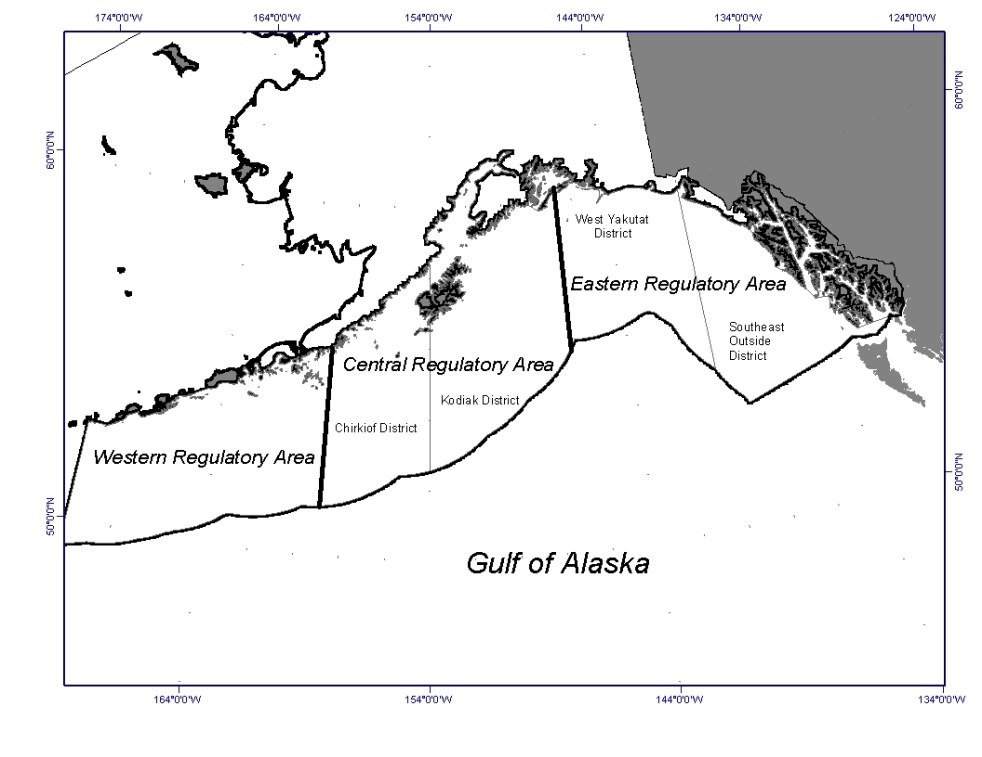 174°0'0"W 164°0'0"W 154°0'0"W 144°0'0"W 134°0'0"W 124°0'0"W
60°0'0"N
60°0'0"N
West Yakutat
District
Eastern Regulatory Area
Southeast
Outside
District
Central Regulatory Area
Kodiak District
Chirkiof District
Western Regulatory Area
50°0'0"N
50°0'0"N
Gulf of Alaska
164°0'0"W 154°0'0"W 144°0'0"W 134°0'0"W